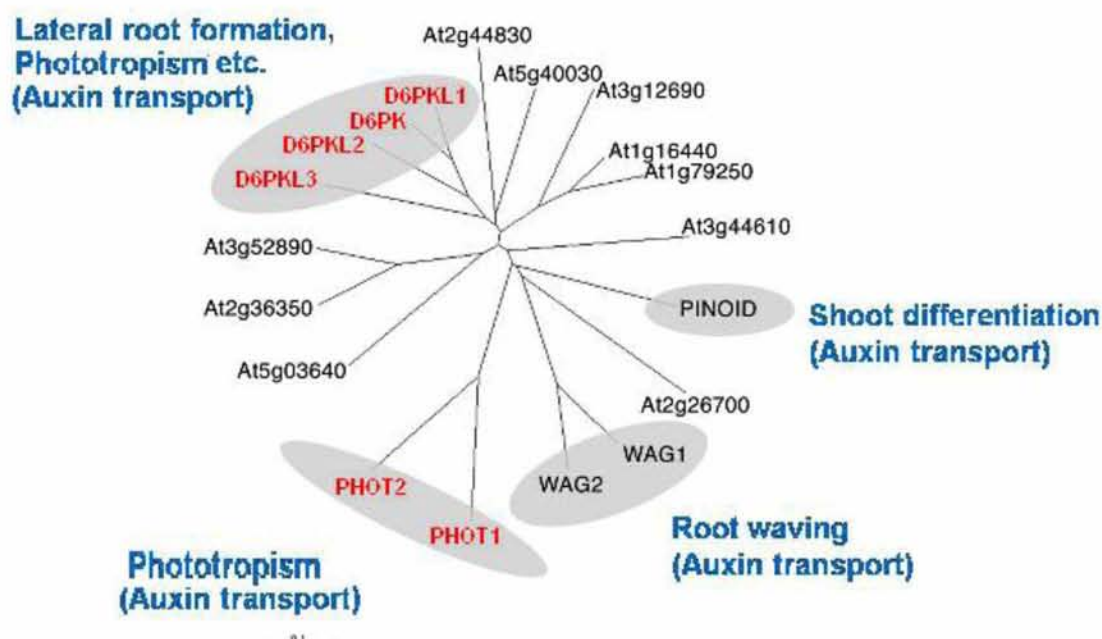 Lateral root formation,
Phototropism etc.
(Auxin transport)
At2g44830
At5g40030
At3g12690
D6PKL1
D6PK
D6PKL2
D6PKL3
At1g16440
At1g79250
At3g44610
At3g52890
At2g36350
At5g03640
PINOID
Shoot differentiation
(Auxin transport)
At2g26700
WAG1
WAG2
PHOT2
PHOT1
Root waving
(Auxin transport)
Phototropism
(Auxin transport)